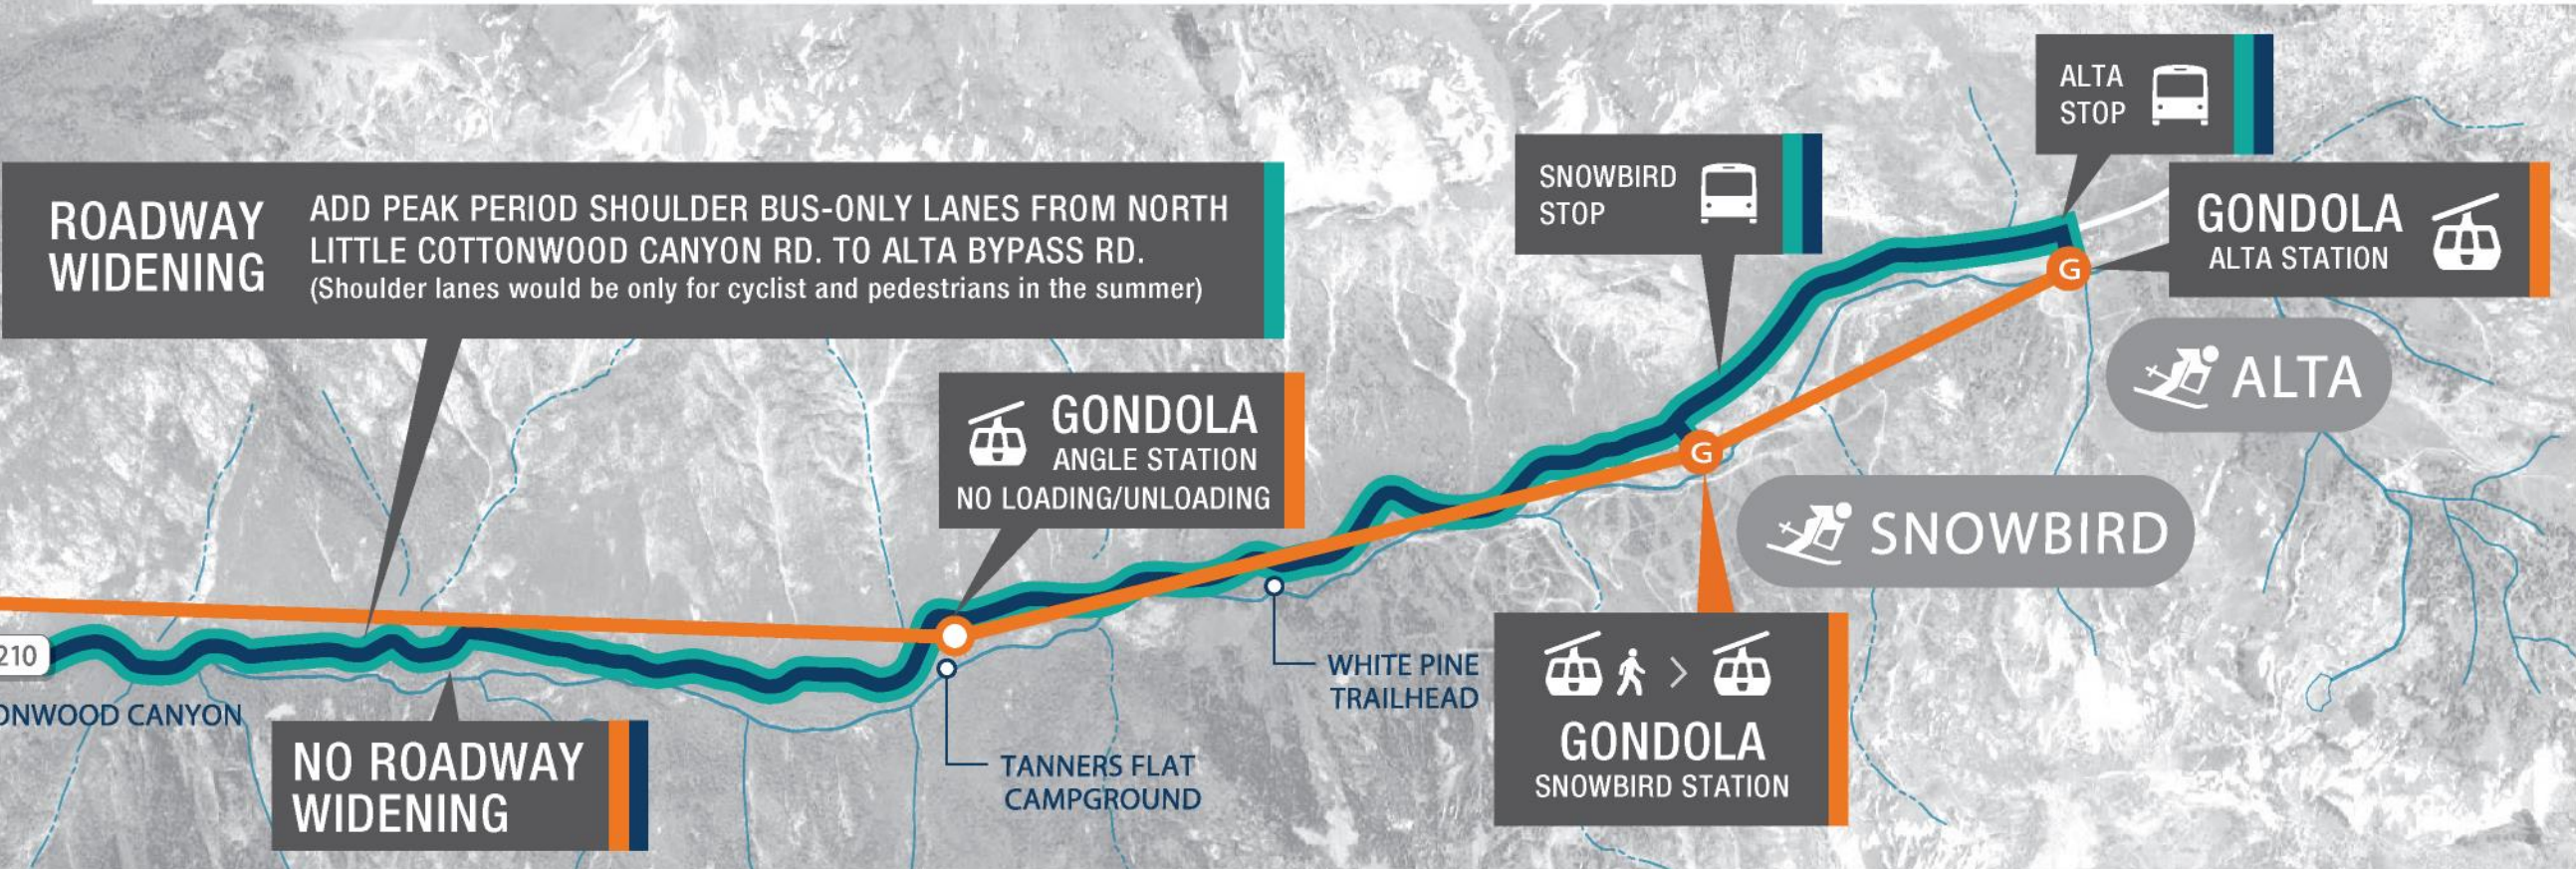 ALTA
STOP
SNOWBIRD
STOP
ROADWAY
WIDENING
ADD PEAK PERIOD SHOULDER BUS-ONLY LANES FROM NORTH
LITTLE COTTONWOOD CANYON RD. TO ALTA BYPASS RD.
(Shoulder lanes would be only for cyclist and pedestrians in the summer)
GONDOLA
ALTA STATION
G
ALTA
GONDOLA
ANGLE STATION
NO LOADING/UNLOADING
G
SNOWBIRD
210
WHITE PINE
TRAILHEAD
ONWOOD CANYON
NO ROADWAY
WIDENING
TANNERS FLAT
CAMPGROUND
>
GONDOLA
SNOWBIRD STATION